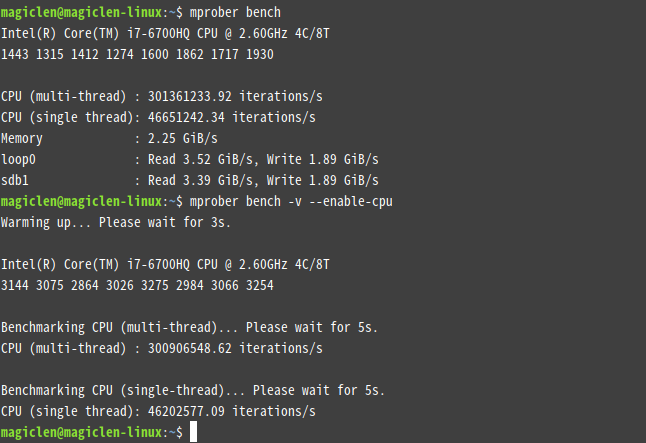 magiclen@magiclen-linux:~$ mprober bench
Intel(R) Core(TM) i7-6700HQ CPU @ 2.60GHz 4C/8T
1443 1315 1412 1274 1600 1862 1717 1930
CPU (multi-thread) : 301361233.92 iterations/s
CPU (single thread): 46651242.34 iterations/s
Memory             : 2.25 GiB/s
loop0              : Read 3.52 GiB/s, Write 1.89 GiB/s
sdb1               : Read 3.39 GiB/s, Write 1.89 GiB/s
magiclen@magiclen-linux:~$ mprober bench -v --enable-cpu
Warming up... Please wait for 3s.
Intel(R) Core(TM) i7-6700HQ CPU @ 2.60GHz 4C/8T
3144 3075 2864 3026 3275 2984 3066 3254
Benchmarking CPU (multi-thread)... Please wait for 5s.
CPU (multi-thread) : 300906548.62 iterations/s
Benchmarking CPU (single-thread)... Please wait for 5s.
CPU (single thread): 46202577.09 iterations/s
magiclen@magiclen-linux:~$